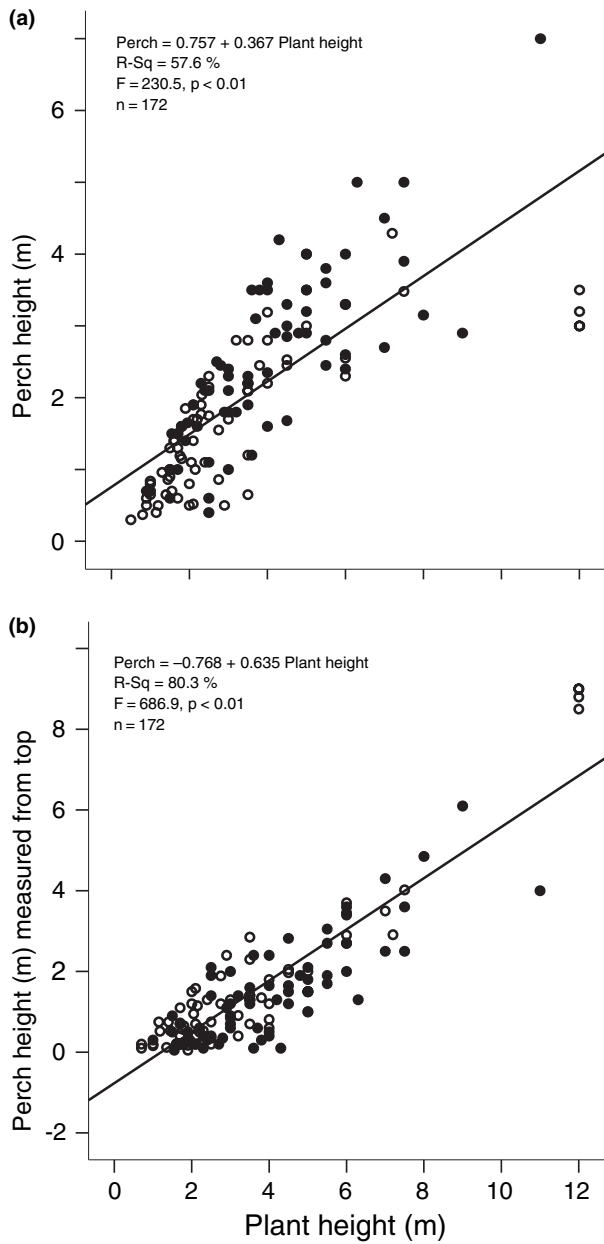 (a)
Perch = 0.757 + 0.367 Plant height
R-Sq = 57.6 %
F = 230.5, p < 0.01
n = 172
6
4
2
0
Perch height (m)
(b)
Perch = –0.768 + 0.635 Plant height
R-Sq = 80.3 %
F = 686.9, p < 0.01
n = 172
8
6
4
2
0
-2
Perch height (m) measured from top
0 2 4 6 8 10 12
Plant height (m)